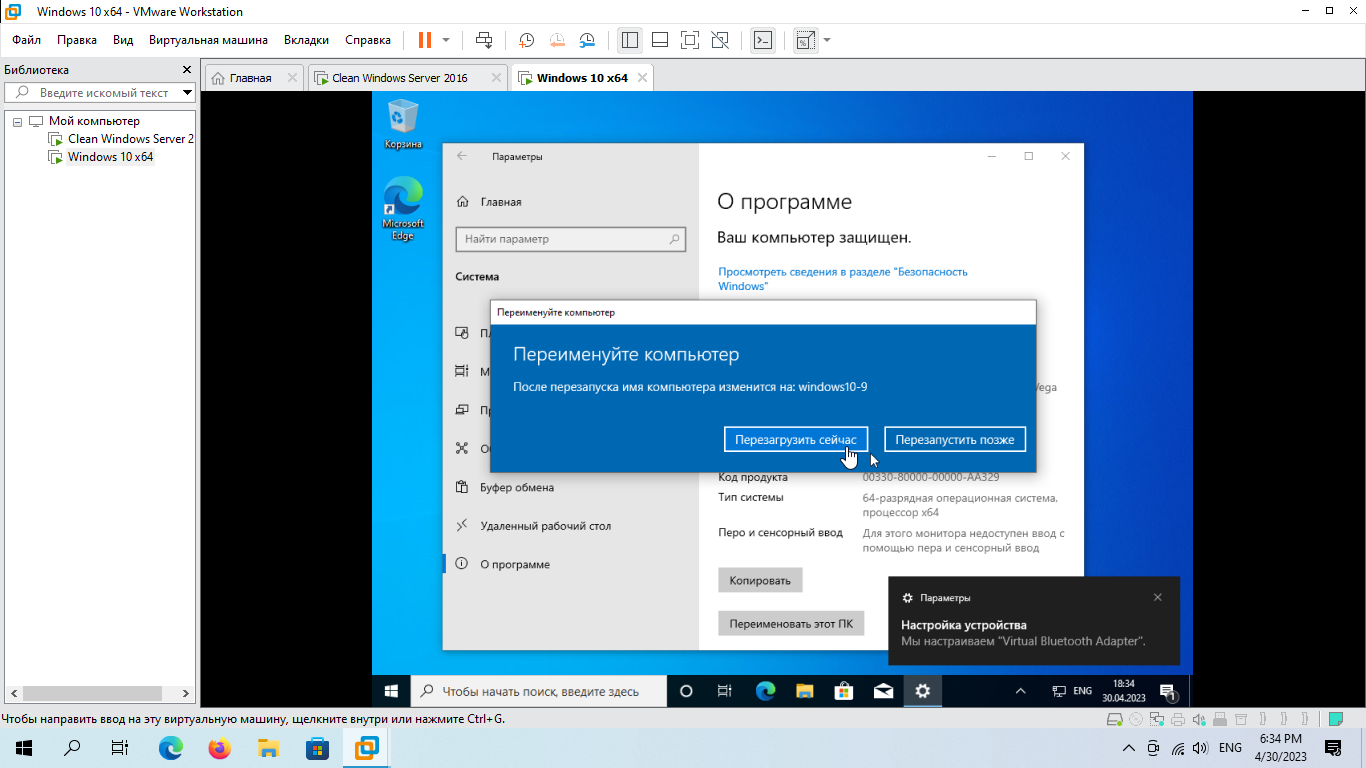 Windows 10 x64 - VMware Workstation
Файл Правка Вид Виртуальная машина Вкладки Справка
Библиотека
Введите искомый текст
Мой компьютер
Clean Windows Server 2
Windows 10 x64
Главная
Clean Windows Server 2016
Windows 10 x64
Корзина
Microsoft
Edge
Параметры
Главная
Найти параметр
Система
Буфер обмена
Удаленный рабочий стол
О программе
О программе
Ваш компьютер защищен.
Просмотреть сведения в разделе "Безопасность
Windows"
Переименуйте компьютер
Переименуйте компьютер
После перезапуска имя компьютера изменится на: windows10-9
Перезагрузить сейчас
Перезапустить позже
Код продукта 00330-80000-00000-AA329
Тип системы 64-разрядная операционная система,
процессор x64
Перо и сенсорный ввод Для этого монитора недоступен ввод с
помощью пера и сенсорный ввод
Копировать
Переименовать этот ПК
Параметры
Настройка устройства
Мы настраиваем "Virtual Bluetooth Adapter".
Чтобы начать поиск, введите здесь
ENG
18:34
30.04.2023
1
Чтобы направить ввод на эту виртуальную машину, щелкните внутри или нажмите Ctrl+G.
ENG
6:34 PM
4/30/2023